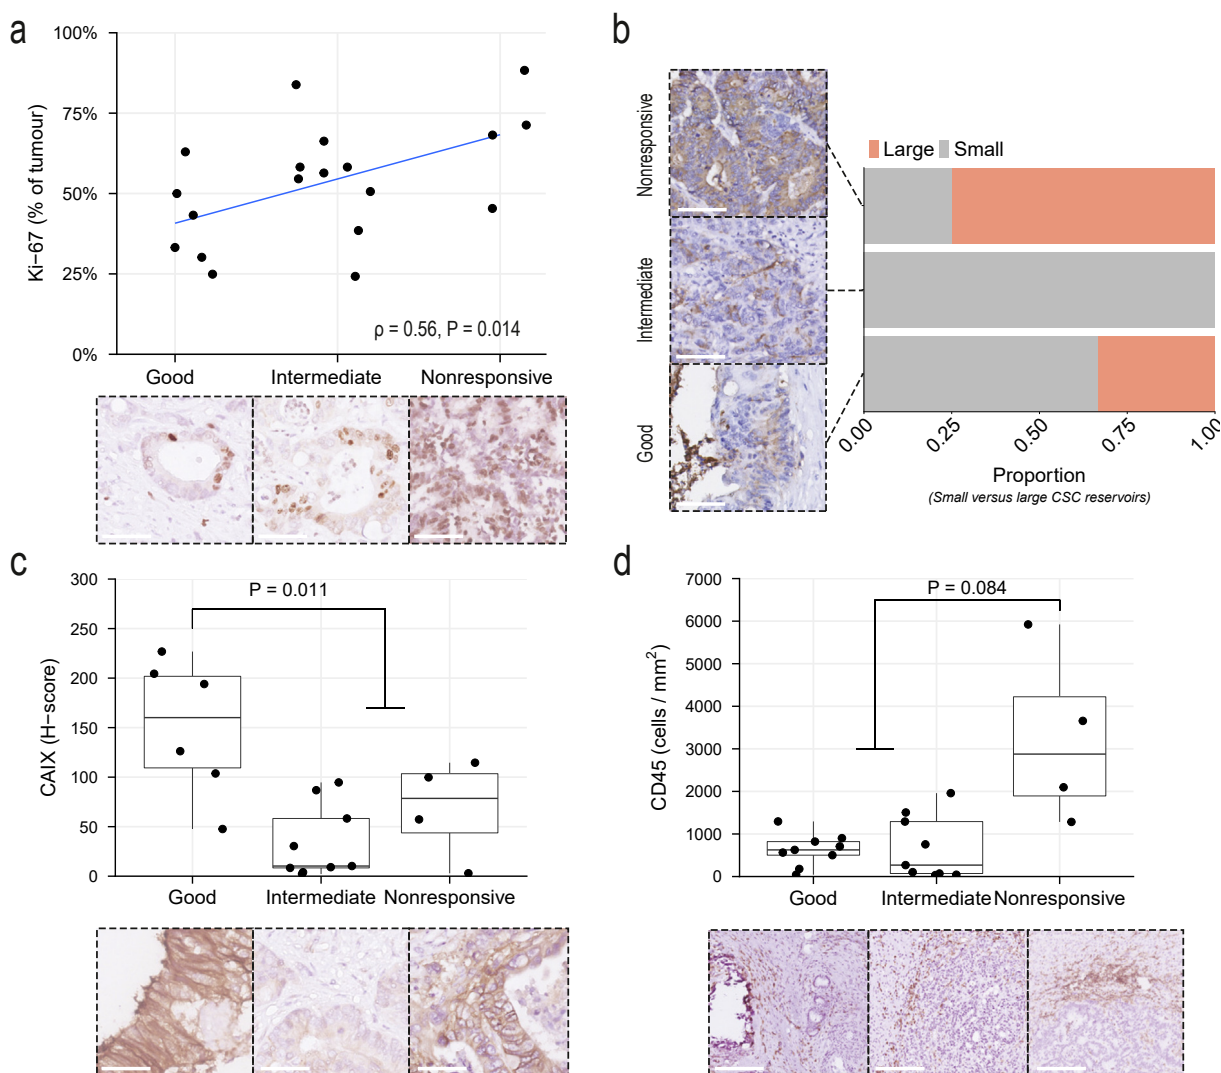 a
100%
75%
50%
25%
0%
Ki−67 (% of tumour)
ρ = 0.56, P = 0.014
Good Intermediate Nonresponsive
b
Nonresponsive
Intermediate
Good
Large Small
0.00 0.25 0.50 0.75 1.00
Proportion
(Small versus large CSC reservoirs)
c
300
250
200
150
100
50
0
CAIX (H−score)
P = 0.011
Good Intermediate Nonresponsive
d
7000
6000
5000
4000
3000
2000
1000
0
CD45 (cells / mm²)
P = 0.084
Good Intermediate Nonresponsive